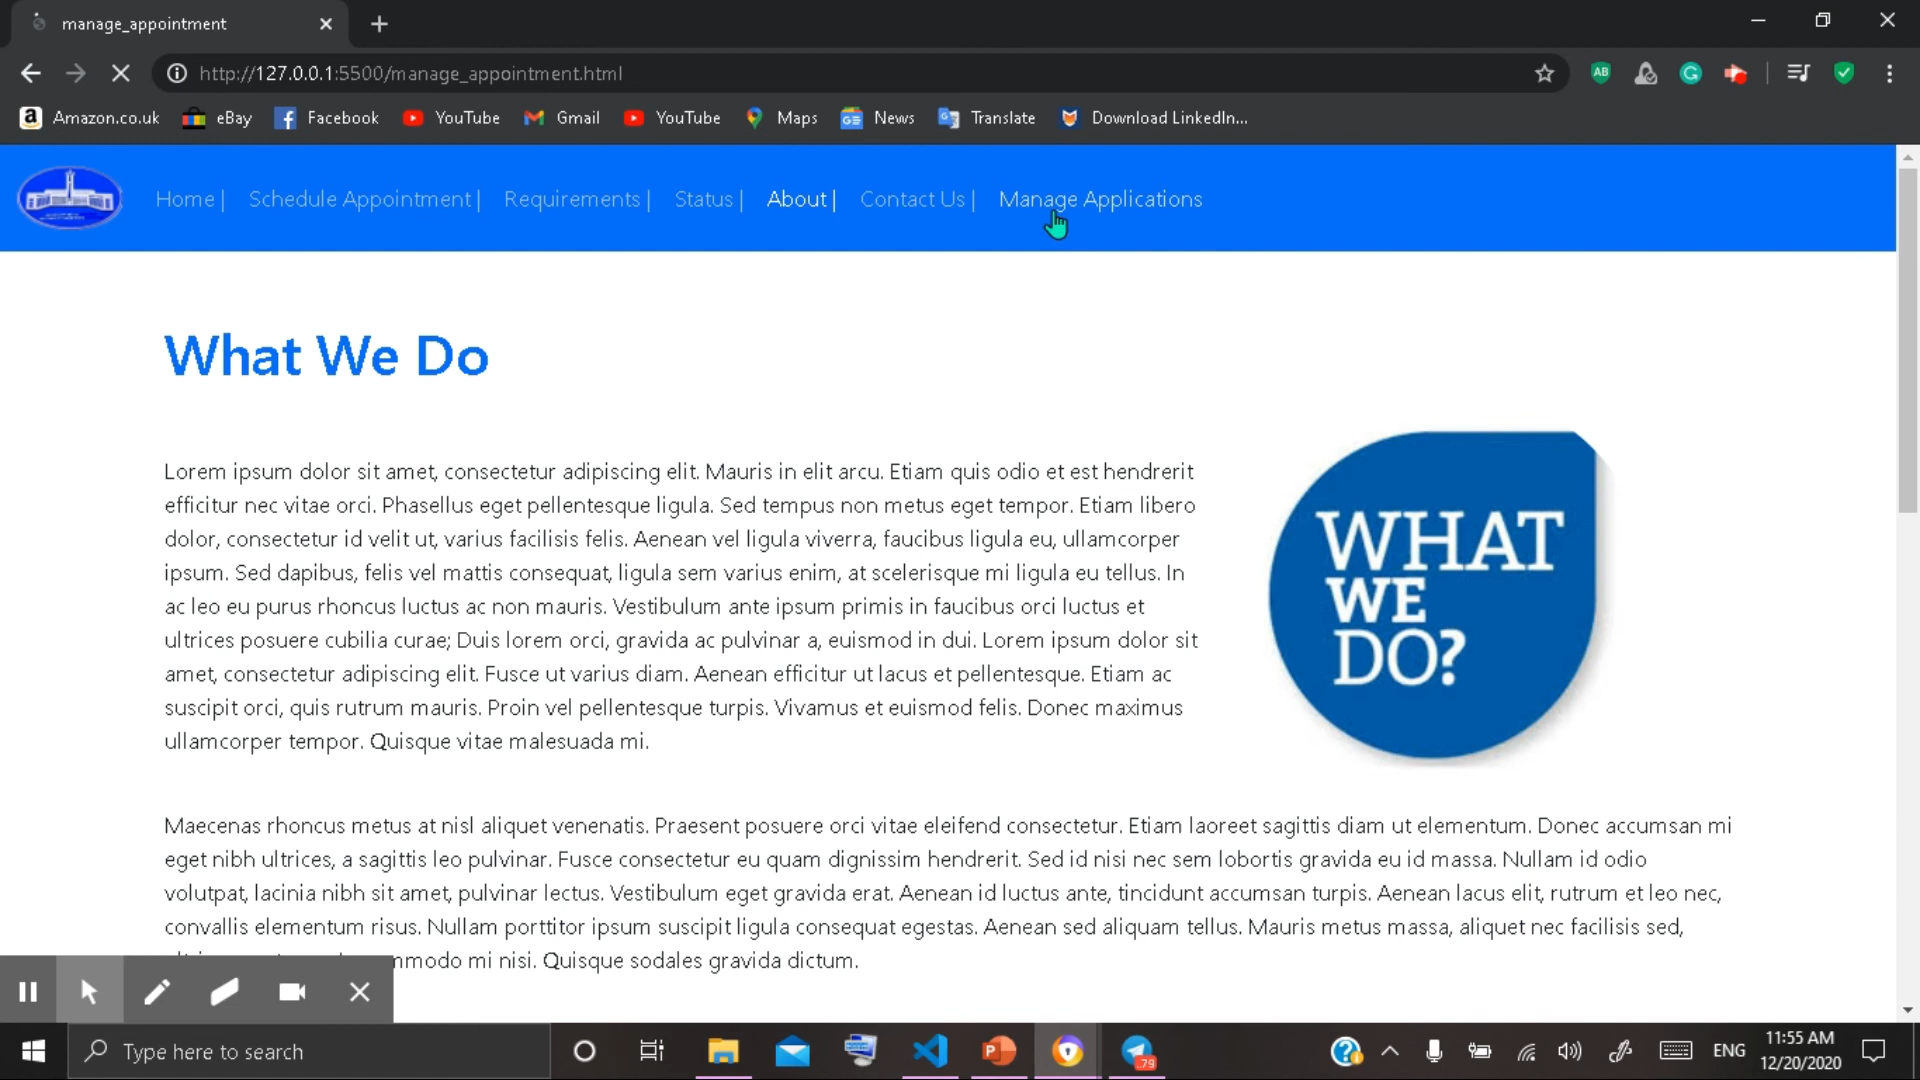 manage_appointment
http://127.0.0.1:5500/manage_appointment.html
AB
Amazon.co.uk eBay Facebook YouTube Gmail YouTube Maps News Translate Download LinkedIn...
Home | Schedule Appointment | Requirements | Status | About | Contact Us | Manage Applications
What We Do
Lorem ipsum dolor sit amet, consectetur adipiscing elit. Mauris in elit arcu. Etiam quis odio et est hendrerit
efficitur nec vitae orci. Phasellus eget pellentesque ligula. Sed tempus non metus eget tempor. Etiam libero
dolor, consectetur id velit ut, varius facilisis felis. Aenean vel ligula viverra, faucibus ligula eu, ullamcorper
ipsum. Sed dapibus, felis vel mattis consequat, ligula sem varius enim, at scelerisque mi ligula eu tellus. In
ac leo eu purus rhoncus luctus ac non mauris. Vestibulum ante ipsum primis in faucibus orci luctus et
ultrices posuere cubilia curae; Duis lorem orci, gravida ac pulvinar a, euismod in dui. Lorem ipsum dolor sit
amet, consectetur adipiscing elit. Fusce ut varius diam. Aenean efficitur ut lacus et pellentesque. Etiam ac
suscipit orci, quis rutrum mauris. Proin vel pellentesque turpis. Vivamus et euismod felis. Donec maximus
ullamcorper tempor. Quisque vitae malesuada mi.
WHAT
WE
DO?
Maecenas rhoncus metus at nisl aliquet venenatis. Praesent posuere orci vitae eleifend consectetur. Etiam laoreet sagittis diam ut elementum. Donec accumsan mi
eget nibh ultrices, a sagittis leo pulvinar. Fusce consectetur eu quam dignissim hendrerit. Sed id nisi nec sem lobortis gravida eu id massa. Nullam id odio
volutpat, lacinia nibh sit amet, pulvinar lectus. Vestibulum eget gravida erat. Aenean id luctus ante, tincidunt accumsan turpis. Aenean lacus elit, rutrum et leo nec,
convallis elementum risus. Nullam porttitor ipsum suscipit ligula consequat egestas. Aenean sed aliquam tellus. Mauris metus massa, aliquet nec facilisis sed,
mmodo mi nisi. Quisque sodales gravida dictum.
Type here to search
79
ENG
11:55 AM
12/20/2020